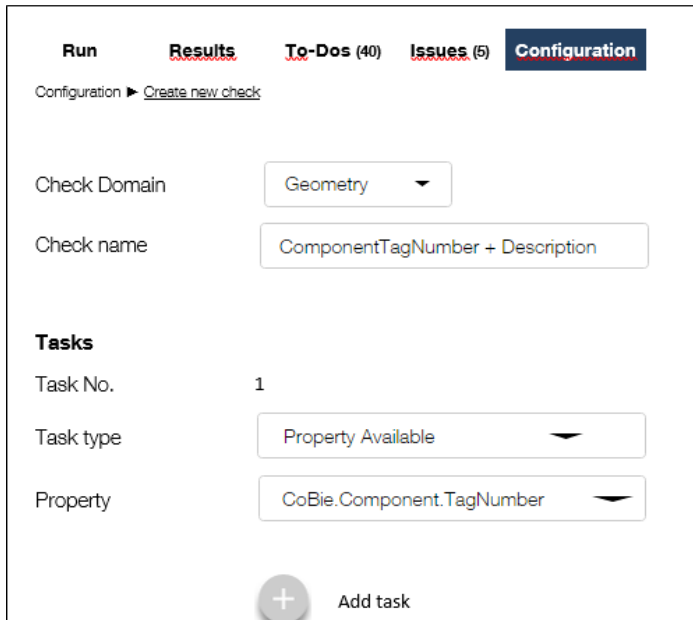 Run Results To-Dos (40) Issues (5) Configuration
Configuration ► Create new check
Check Domain Geometry
Check name ComponentTagNumber + Description
Tasks
Task No. 1
Task type Property Available
Property CoBie.Component.TagNumber
+ Add task